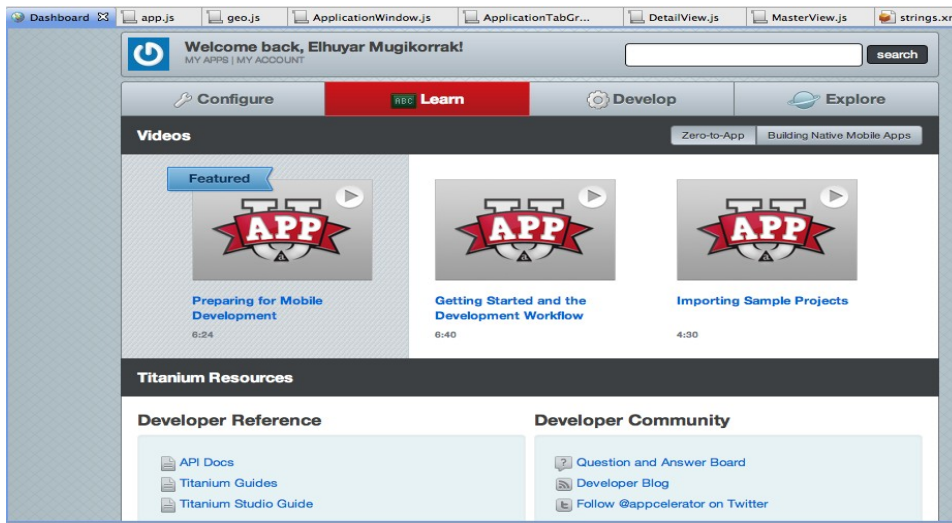 Dashboard
app.js
geo.js
ApplicationWindow.js
ApplicationTabGr...
DetailView.js
MasterView.js
strings.xm
Welcome back, Elhuyar Mugikorrak!
MY APPS | MY ACCOUNT
search
Configure
ABC Learn
Develop
Explore
Videos
Zero-to-App
Building Native Mobile Apps
Featured
U APP a
U APP a
U APP a
Preparing for Mobile
Development
6:24
Getting Started and the
Development Workflow
6:40
Importing Sample Projects
4:30
Titanium Resources
Developer Reference
API Docs
Titanium Guides
Titanium Studio Guide
Developer Community
Question and Answer Board
Developer Blog
Follow @appcelerator on Twitter